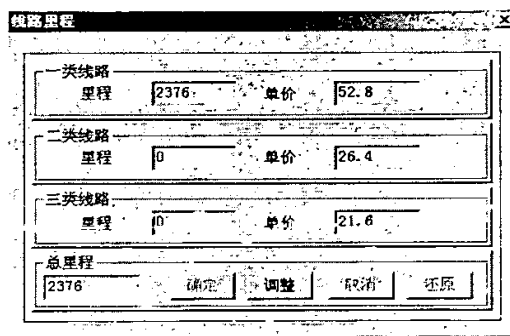 线路里程 ×
一类线路
里程 2376 单价 52.8
二类线路
里程 0 单价 26.4
三类线路
里程 0 单价 21.6
总里程
2376 确定 调整 取消 还原